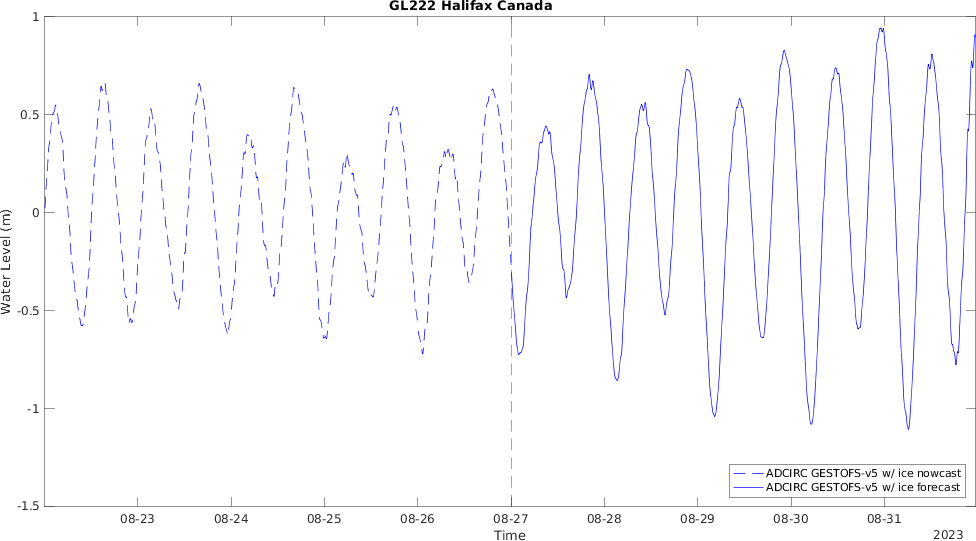 GL222 Halifax Canada
1
0.5
0
-0.5
-1
-1.5
Water Level (m)
ADCIRC GESTOFS-v5 w/ ice nowcast
ADCIRC GESTOFS-v5 w/ ice forecast
08-23 08-24 08-25 08-26 08-27 08-28 08-29 08-30 08-31
Time
2023